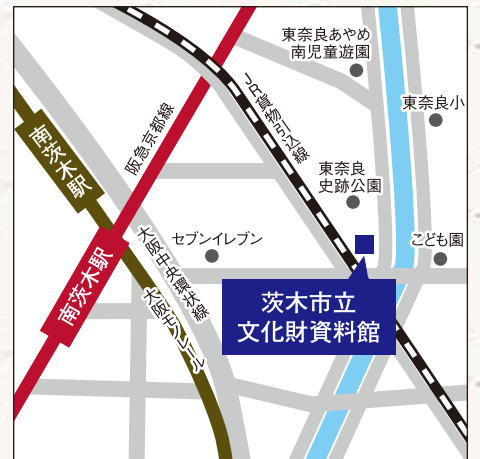 東奈良あやめ
南児童遊園
JR貨物引込線
東奈良小
南茨木駅
阪急京都線
東奈良
史跡公園
セブンイレブン
こども園
南茨木駅
大阪中央環状線
大阪モノレール
茨木市立
文化財資料館